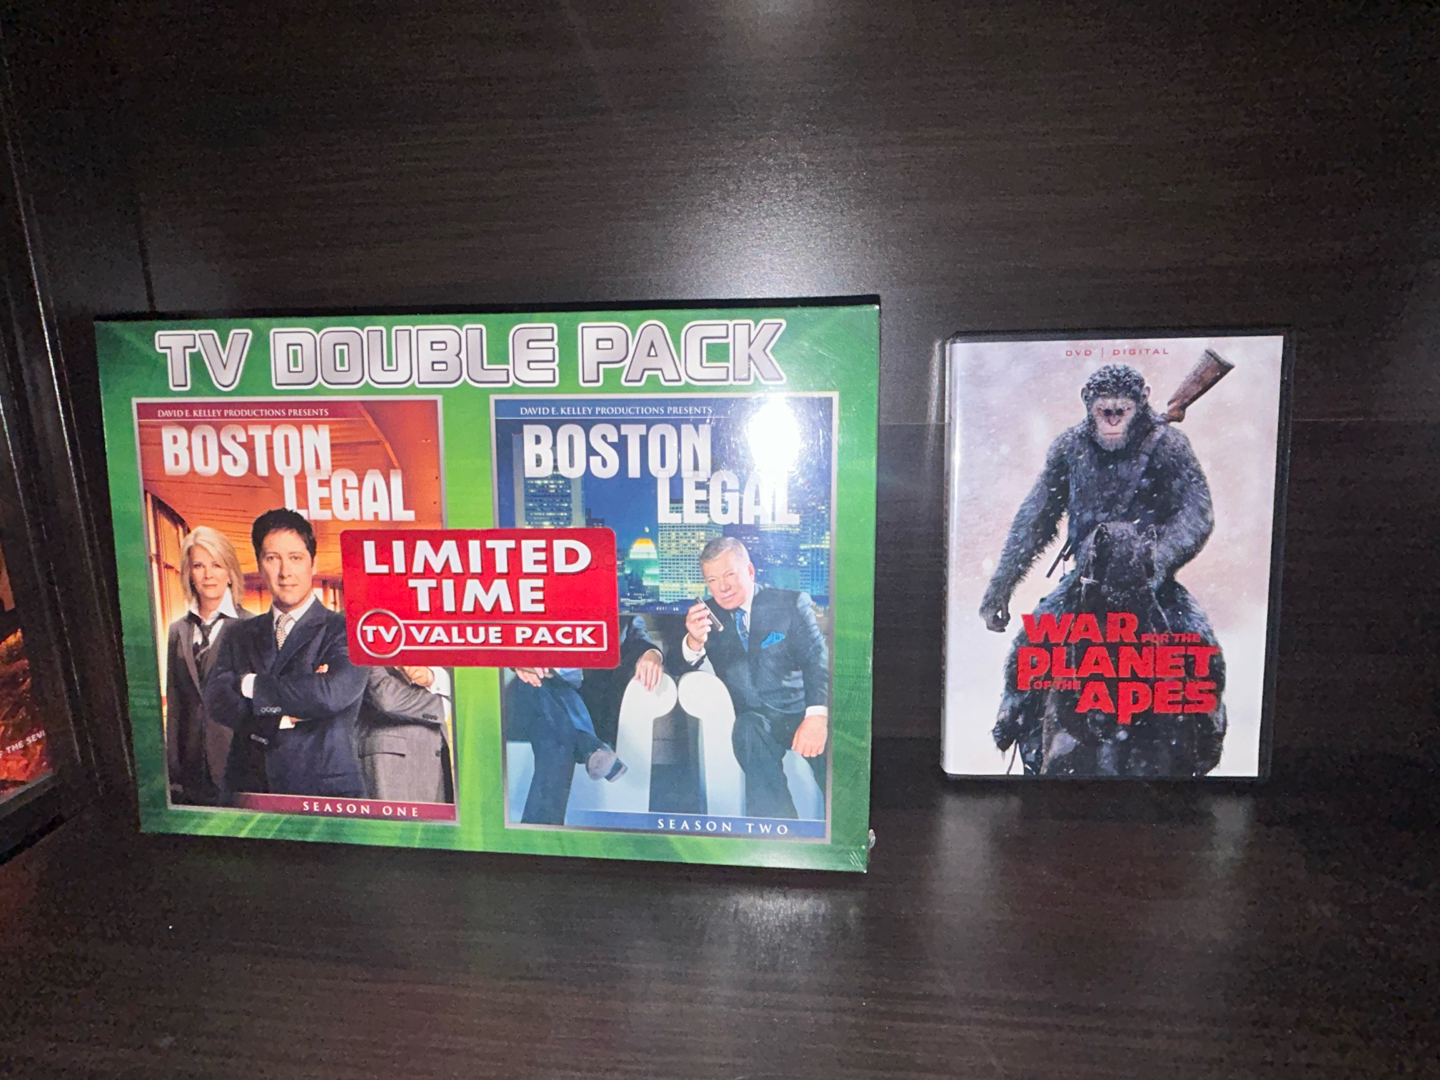 TV DOUBLE PACK
DAVID E. KELLEY PRODUCTIONS PRESENTS
BOSTON
LEGAL
SEASON ONE
DAVID E. KELLEY PRODUCTIONS PRESENTS
BOSTON
LEGAL
SEASON TWO
LIMITED
TIME
TV VALUE PACK
DVD | DIGITAL
WAR FOR THE
PLANET
OF THE APES
THE